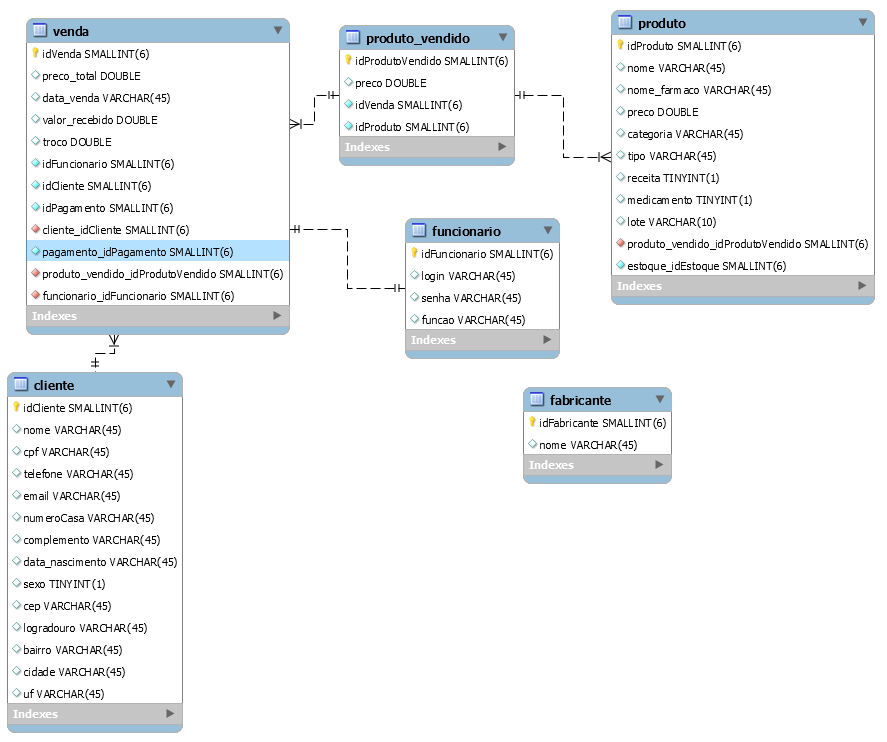 venda
idVenda SMALLINT(6)
preco_total DOUBLE
data_venda VARCHAR(45)
valor_recebido DOUBLE
troco DOUBLE
idFuncionario SMALLINT(6)
idCliente SMALLINT(6)
idPagamento SMALLINT(6)
cliente_idCliente SMALLINT(6)
pagamento_idPagamento SMALLINT(6)
produto_vendido_idProdutoVendido SMALLINT(6)
funcionario_idFuncionario SMALLINT(6)
Indexes
produto_vendido
idProdutoVendido SMALLINT(6)
preco DOUBLE
idVenda SMALLINT(6)
idProduto SMALLINT(6)
Indexes
produto
idProduto SMALLINT(6)
nome VARCHAR(45)
nome_farmaco VARCHAR(45)
preco DOUBLE
categoria VARCHAR(45)
tipo VARCHAR(45)
receita TINYINT(1)
medicamento TINYINT(1)
lote VARCHAR(10)
produto_vendido_idProdutoVendido SMALLINT(6)
estoque_idEstoque SMALLINT(6)
Indexes
funcionario
idFuncionario SMALLINT(6)
login VARCHAR(45)
senha VARCHAR(45)
funcao VARCHAR(45)
Indexes
cliente
idCliente SMALLINT(6)
nome VARCHAR(45)
cpf VARCHAR(45)
telefone VARCHAR(45)
email VARCHAR(45)
numeroCasa VARCHAR(45)
complemento VARCHAR(45)
data_nascimento VARCHAR(45)
sexo TINYINT(1)
cep VARCHAR(45)
logradouro VARCHAR(45)
bairro VARCHAR(45)
cidade VARCHAR(45)
uf VARCHAR(45)
Indexes
fabricante
idFabricante SMALLINT(6)
nome VARCHAR(45)
Indexes